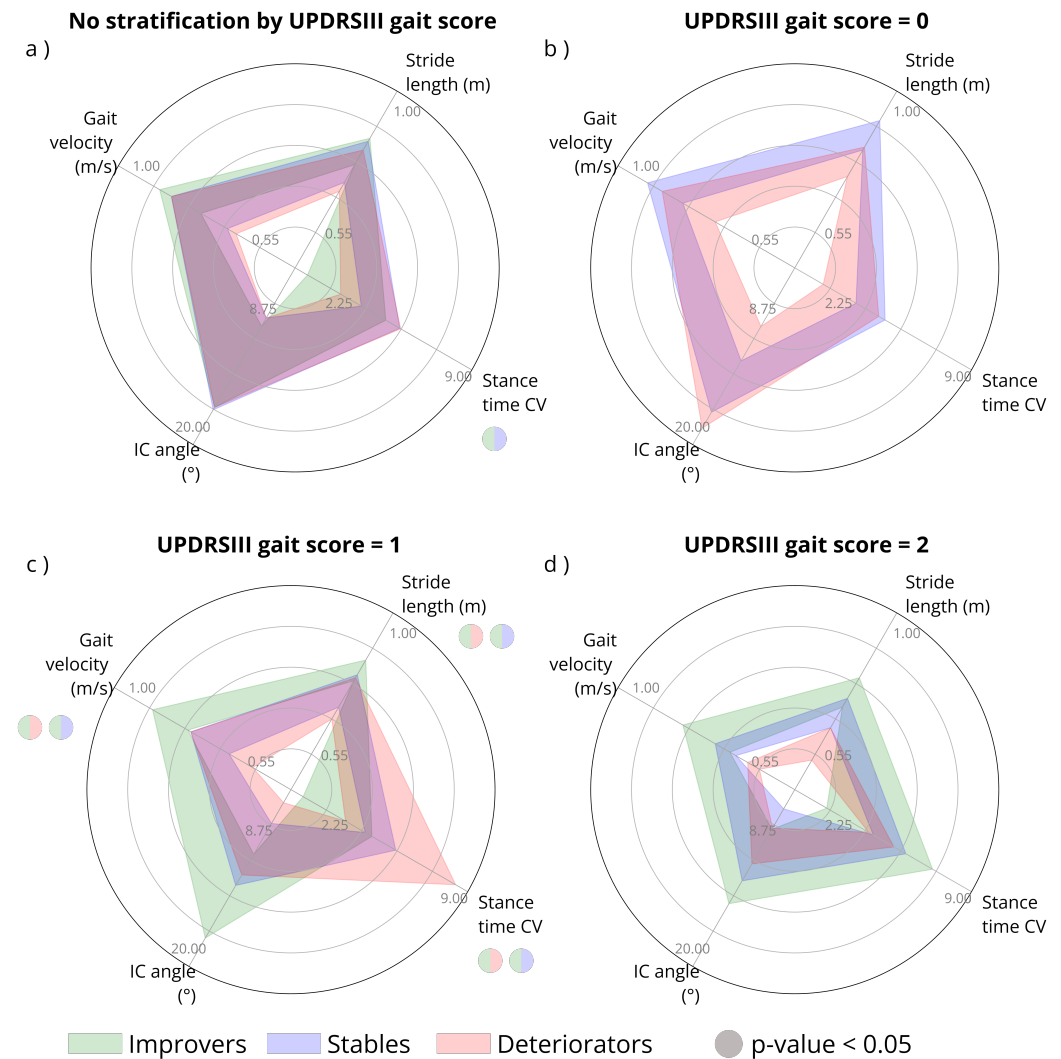 No stratification by UPDRSIII gait score
UPDRSIII gait score = 0
a )
b )
Stride
length (m)
1.00
Gait
velocity
(m/s)
1.00
0.55
0.55
2.25
8.75
9.00
Stance
time CV
20.00
IC angle
(°)
Stride
length (m)
1.00
Gait
velocity
(m/s)
1.00
0.55
0.55
2.25
8.75
9.00
Stance
time CV
20.00
IC angle
(°)
UPDRSIII gait score = 1
UPDRSIII gait score = 2
c )
d )
Stride
length (m)
1.00
Gait
velocity
(m/s)
1.00
0.55
0.55
2.25
8.75
9.00
Stance
time CV
20.00
IC angle
(°)
Stride
length (m)
1.00
Gait
velocity
(m/s)
1.00
0.55
0.55
2.25
8.75
9.00
Stance
time CV
20.00
IC angle
(°)
Improvers
Stables
Deteriorators
p-value < 0.05